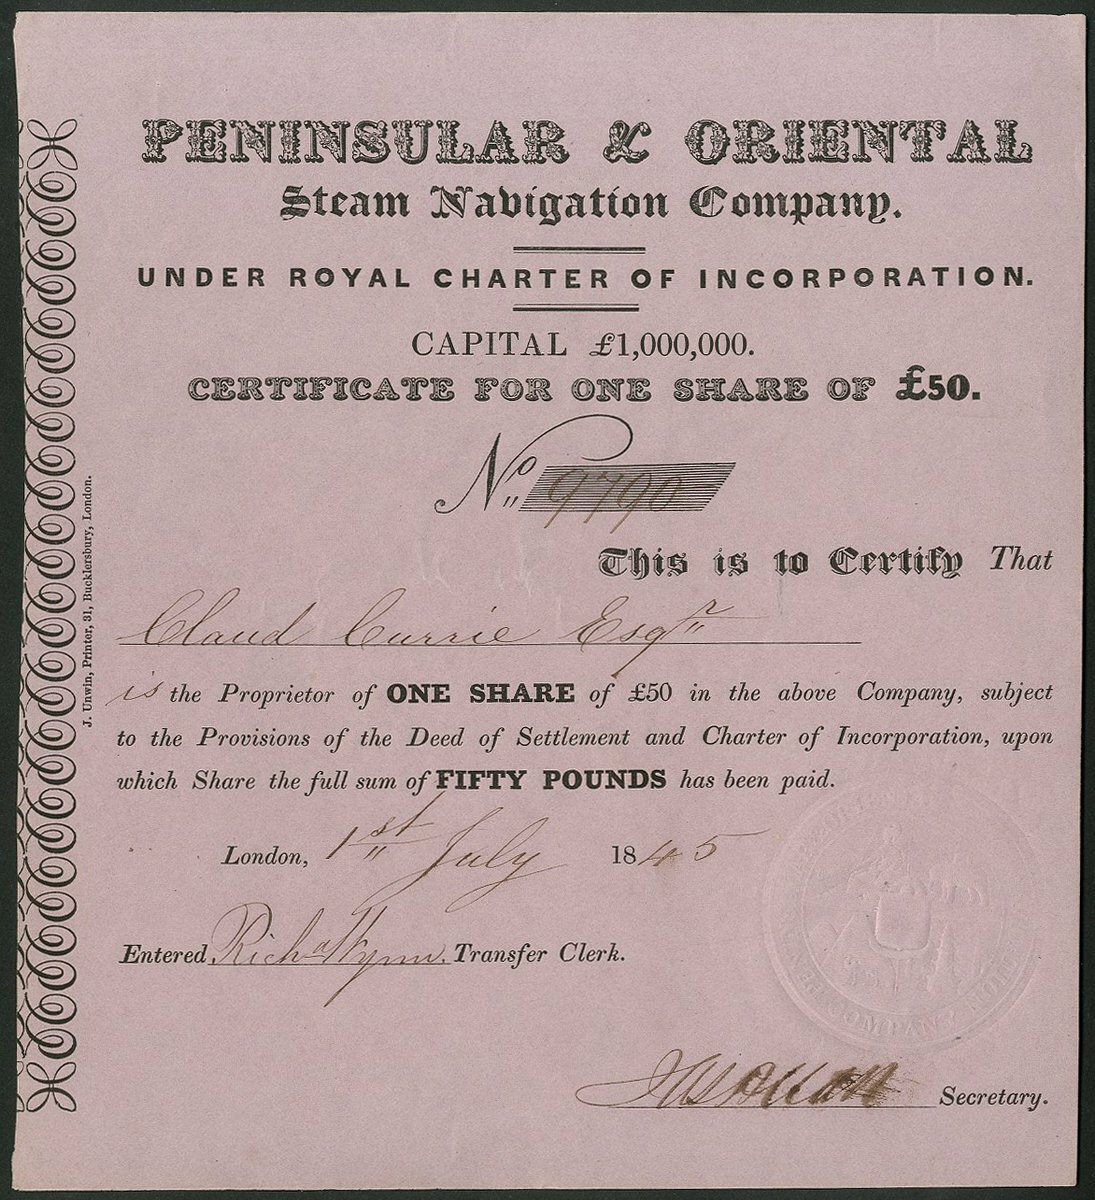 PENINSULAR & ORIENTAL
Steam Navigation Company.
UNDER ROYAL CHARTER OF INCORPORATION.
CAPITAL £1,000,000.
CERTIFICATE FOR ONE SHARE OF £50.
No 9790
This is to Certify That
Claud Currie Esqr
is the Proprietor of ONE SHARE of £50 in the above Company, subject
to the Provisions of the Deed of Settlement and Charter of Incorporation, upon
which Share the full sum of FIFTY POUNDS has been paid.
London, 1st July 1845
Entered Richd Wynn. Transfer Clerk.
Secretary.
J. Unwin, Printer, 31, Bucklersbury, London.
COMPANY